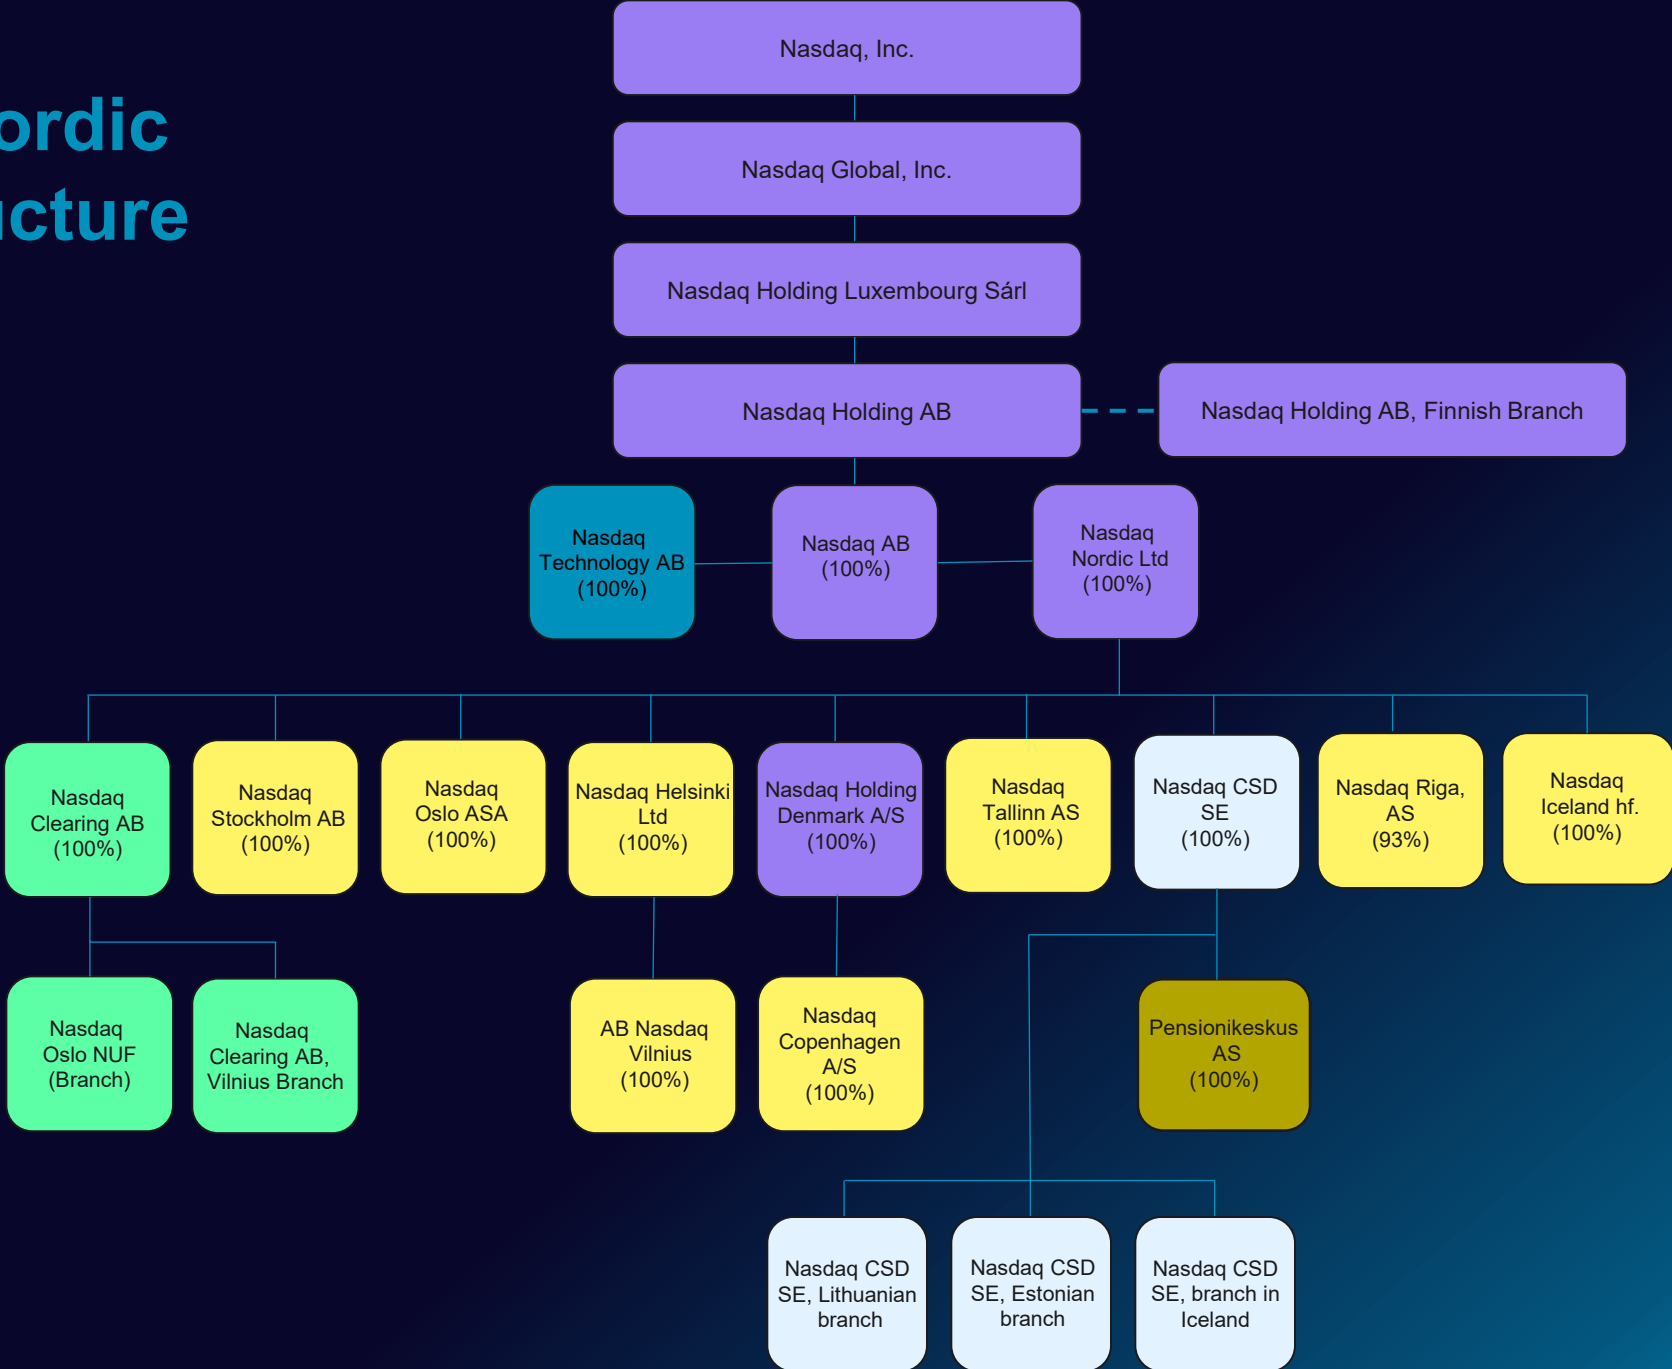 ordic
ucture
Nasdaq, Inc.
Nasdaq Global, Inc.
Nasdaq Holding Luxembourg Sárl
Nasdaq Holding AB
Nasdaq Holding AB, Finnish Branch
Nasdaq
Technology AB
(100%)
Nasdaq AB
(100%)
Nasdaq
Nordic Ltd
(100%)
Nasdaq
Clearing AB
(100%)
Nasdaq
Stockholm AB
(100%)
Nasdaq
Oslo ASA
(100%)
Nasdaq Helsinki
Ltd
(100%)
Nasdaq Holding
Denmark A/S
(100%)
Nasdaq
Tallinn AS
(100%)
Nasdaq CSD
SE
(100%)
Nasdaq Riga,
AS
(93%)
Nasdaq
Iceland hf.
(100%)
Nasdaq
Oslo NUF
(Branch)
Nasdaq
Clearing AB,
Vilnius Branch
AB Nasdaq
Vilnius
(100%)
Nasdaq
Copenhagen
A/S
(100%)
Pensionikeskus
AS
(100%)
Nasdaq CSD
SE, Lithuanian
branch
Nasdaq CSD
SE, Estonian
branch
Nasdaq CSD
SE, branch in
Iceland